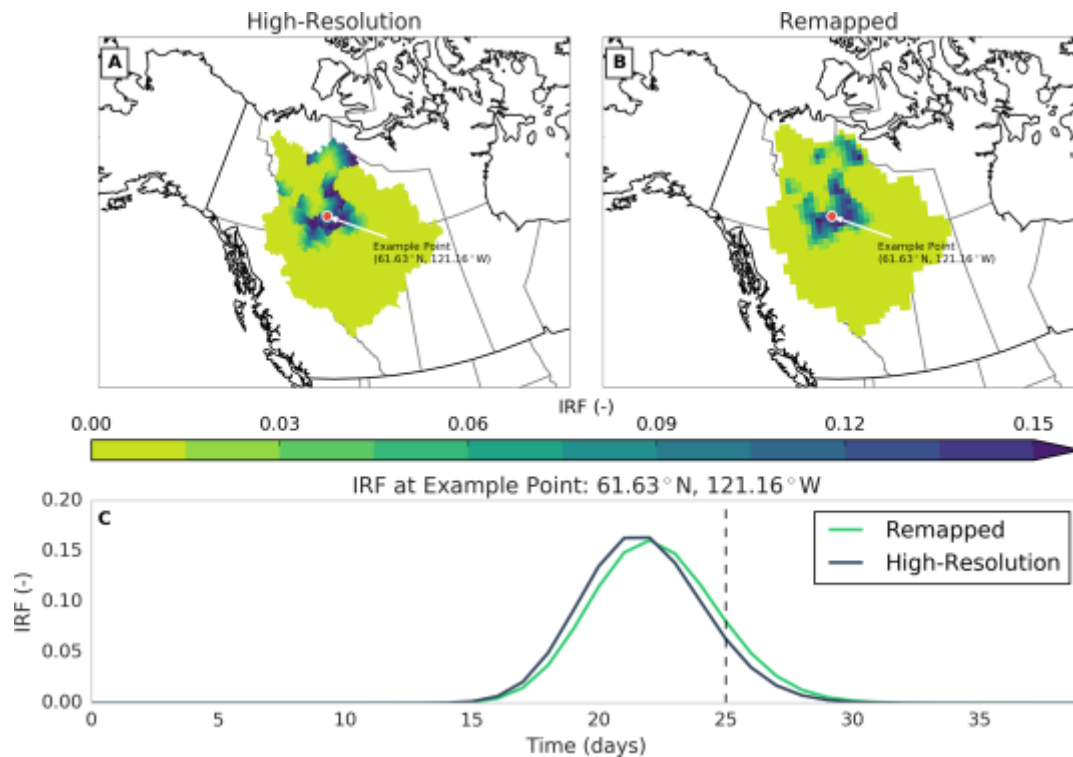 High-Resolution
Remapped
A
B
Example Point
(61.63°N, 121.16°W)
Example Point
(61.63°N, 121.16°W)
IRF (-)
0.00 0.03 0.06 0.09 0.12 0.15
IRF at Example Point: 61.63°N, 121.16°W
C
0.20
0.15
0.10
0.05
0.00
IRF (-)
Remapped
High-Resolution
0 5 10 15 20 25 30 35
Time (days)